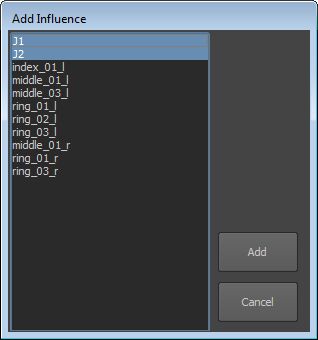 Add Influence
J1
J2
index_01_l
middle_01_l
middle_03_l
ring_01_l
ring_02_l
ring_03_l
middle_01_r
ring_01_r
ring_03_r
Add
Cancel